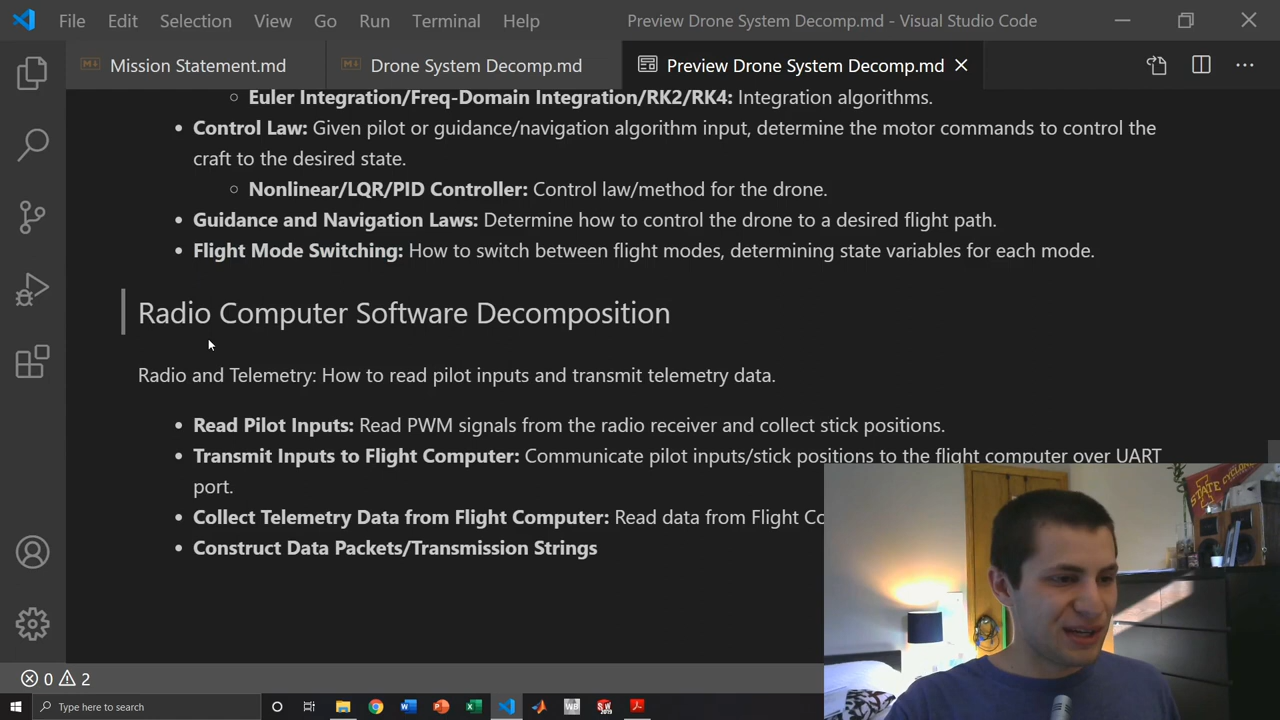 File Edit Selection View Go Run Terminal Help Preview Drone System Decomp.md - Visual Studio Code
Mission Statement.md Drone System Decomp.md Preview Drone System Decomp.md
◦ Euler Integration/Freq-Domain Integration/RK2/RK4: Integration algorithms.
• Control Law: Given pilot or guidance/navigation algorithm input, determine the motor commands to control the
craft to the desired state.
◦ Nonlinear/LQR/PID Controller: Control law/method for the drone.
• Guidance and Navigation Laws: Determine how to control the drone to a desired flight path.
• Flight Mode Switching: How to switch between flight modes, determining state variables for each mode.
Radio Computer Software Decomposition
Radio and Telemetry: How to read pilot inputs and transmit telemetry data.
• Read Pilot Inputs: Read PWM signals from the radio receiver and collect stick positions.
• Transmit Inputs to Flight Computer: Communicate pilot inputs/stick positions to the flight computer over UART
port.
• Collect Telemetry Data from Flight Computer: Read data from Flight Co
• Construct Data Packets/Transmission Strings
STATE
0 2
Type here to search